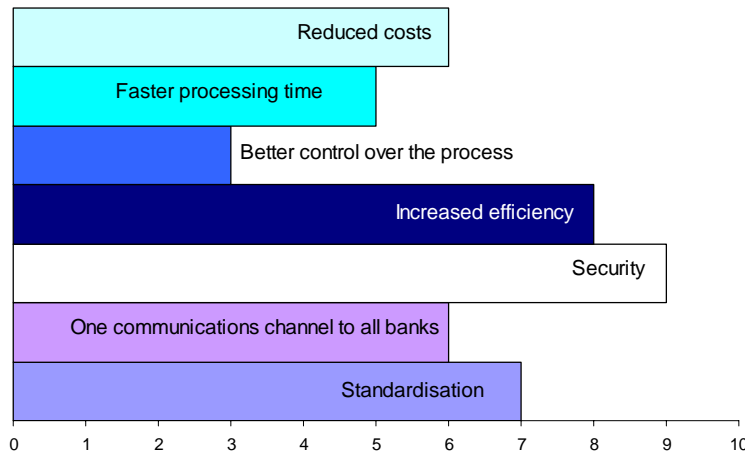 Reduced costs
Faster processing time
Better control over the process
Increased efficiency
Security
One communications channel to all banks
Standardisation
0 1 2 3 4 5 6 7 8 9 10